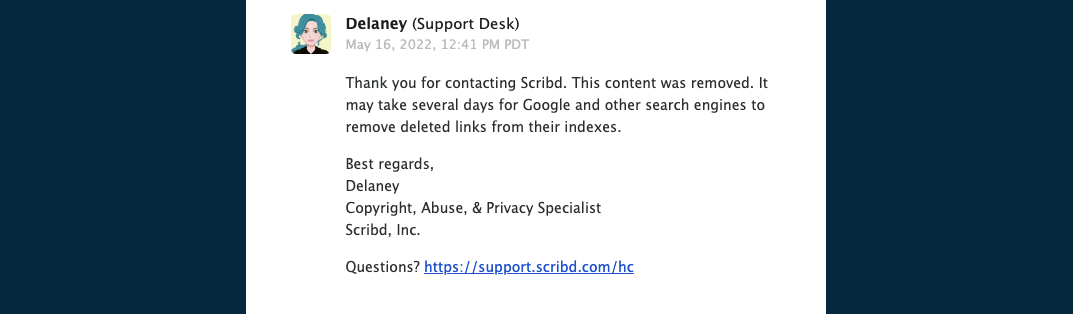 Delaney (Support Desk)
May 16, 2022, 12:41 PM PDT
Thank you for contacting Scribd. This content was removed. It
may take several days for Google and other search engines to
remove deleted links from their indexes.
Best regards,
Delaney
Copyright, Abuse, & Privacy Specialist
Scribd, Inc.
Questions? https://support.scribd.com/hc